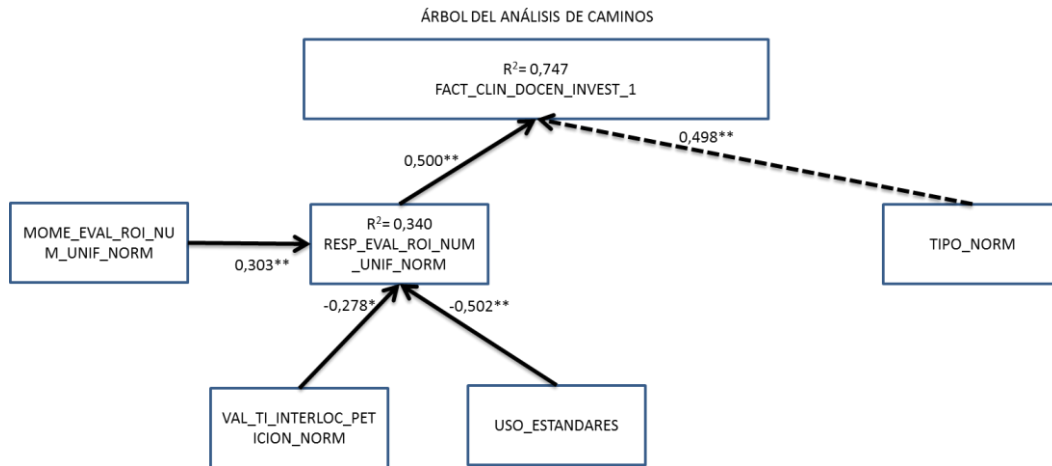 ÁRBOL DEL ANÁLISIS DE CAMINOS
R²= 0,747
FACT_CLIN_DOCEN_INVEST_1
0,500**
0,498**
MOME_EVAL_ROI_NU
M_UNIF_NORM
0,303**
R²= 0,340
RESP_EVAL_ROI_NUM
_UNIF_NORM
TIPO_NORM
-0,278*
-0,502**
VAL_TI_INTERLOC_PET
ICION_NORM
USO_ESTANDARES